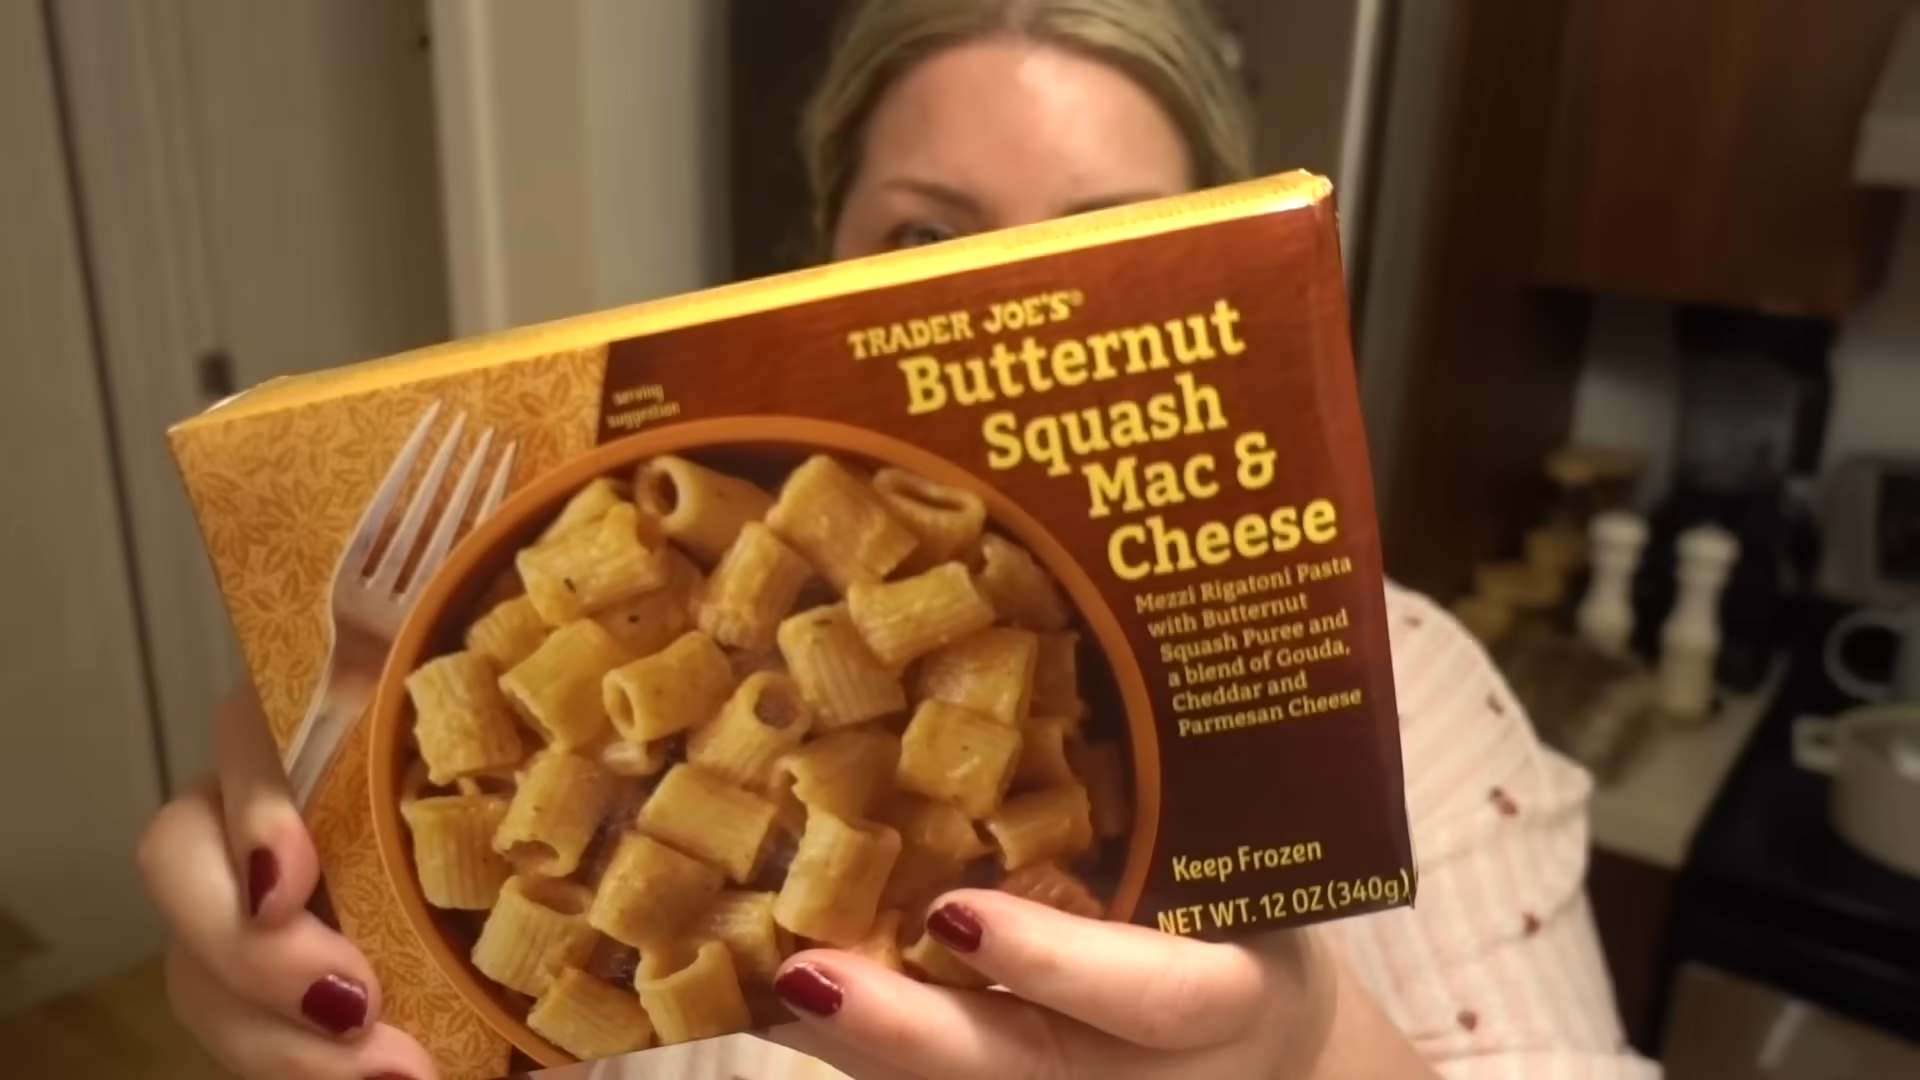 TRADER JOE'S®
Butternut
Squash
Mac &
Cheese
serving
suggestion
Mezzi Rigatoni Pasta
with Butternut
Squash Puree and
a blend of Gouda,
Cheddar and
Parmesan Cheese
Keep Frozen
NET WT. 12 OZ (340g)